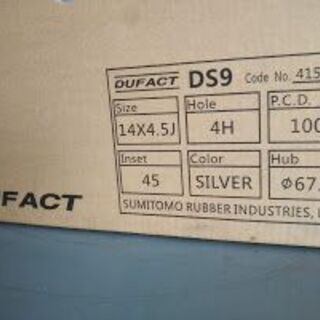 DUFACT DS9 Code No. 415
Size Hole P.C.D.
14X4.5J 4H 100
Inset Color Hub
45 SILVER Φ67.
FACT
SUMITOMO RUBBER INDUSTRIES, L